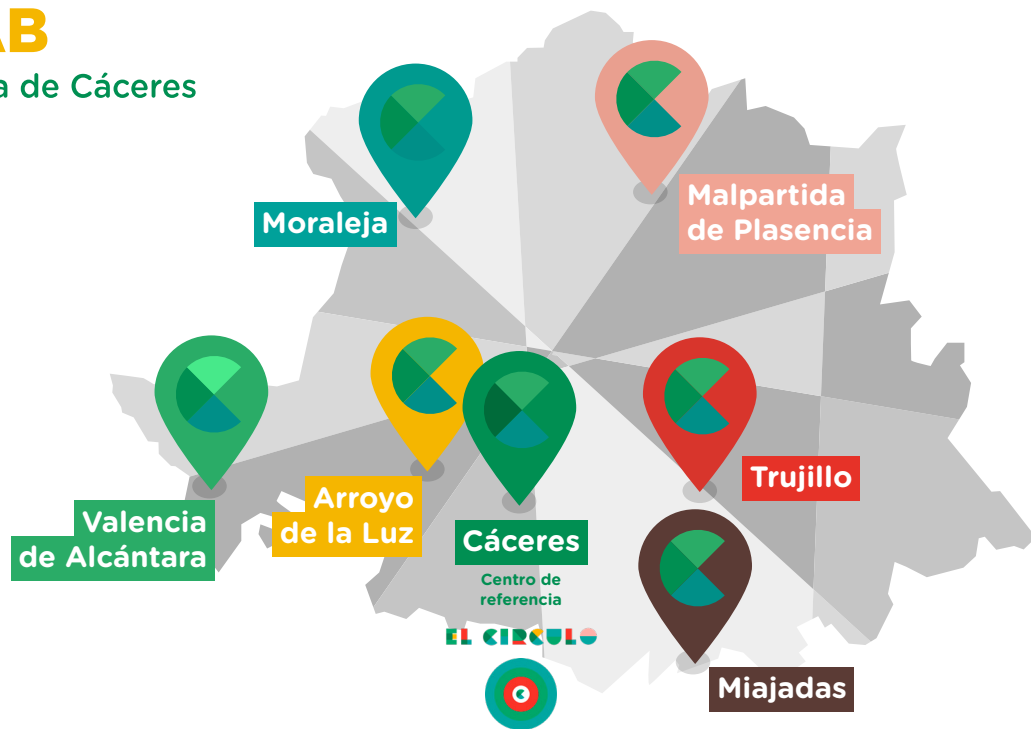 AB
a de Cáceres
Moraleja
Malpartida
de Plasencia
Valencia
de Alcántara
Arroyo
de la Luz
Cáceres
Centro de
referencia
EL CIRCULO
Trujillo
Miajadas